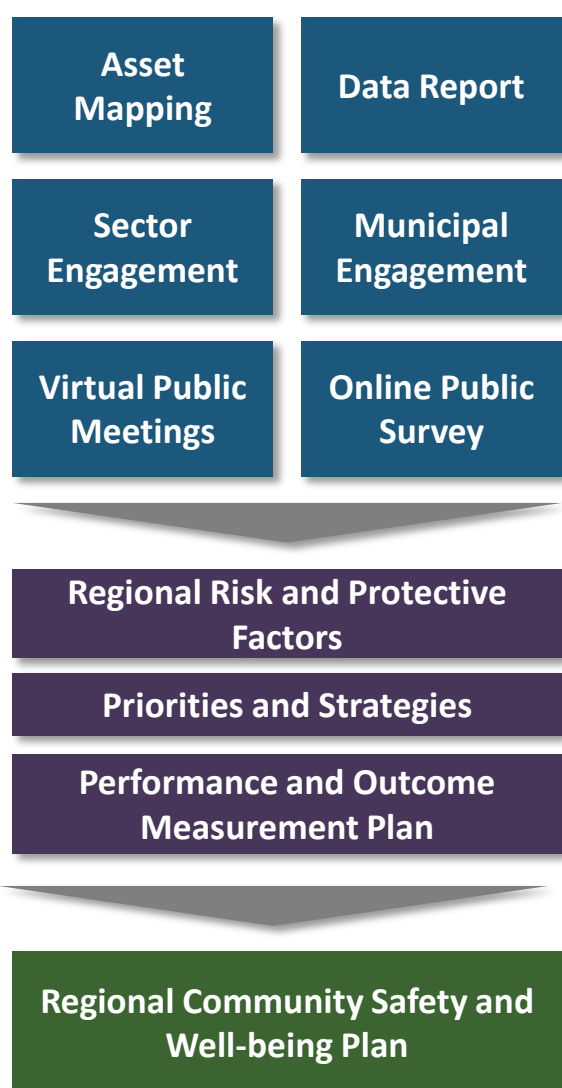 Asset
Mapping
Data Report
Sector
Engagement
Municipal
Engagement
Virtual Public
Meetings
Online Public
Survey
Regional Risk and Protective
Factors
Priorities and Strategies
Performance and Outcome
Measurement Plan
Regional Community Safety and
Well-being Plan